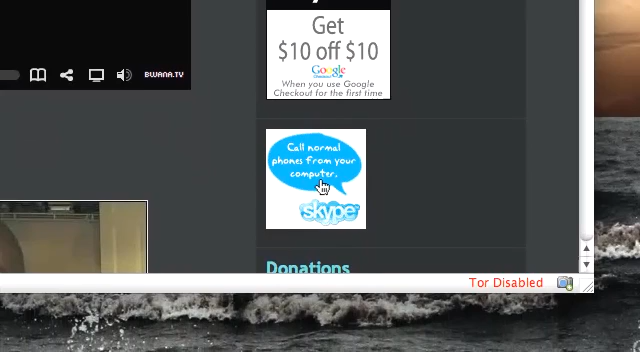 Get
$10 off $10
Google
Checkout
When you use Google
Checkout for the first time
BWANA.TV
Call normal
phones from your
computer.
skype
Donations
Tor Disabled